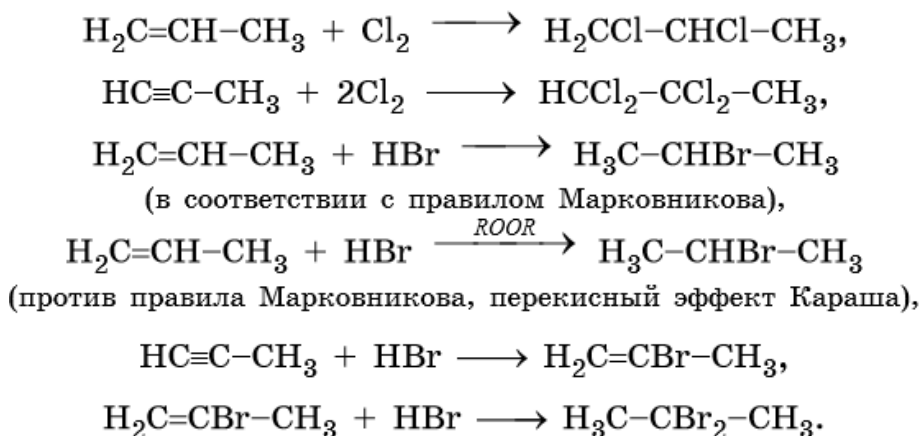 H₂C=CH–CH₃ + Cl₂ ⟶ H₂CCl–CHCl–CH₃,
HC≡C–CH₃ + 2Cl₂ ⟶ HCCl₂–CCl₂–CH₃,
H₂C=CH–CH₃ + HBr ⟶ H₃C–CHBr–CH₃
(в соответствии с правилом Марковникова),
ROOR
H₂C=CH–CH₃ + HBr ⟶ H₃C–CHBr–CH₃
(против правила Марковникова, перекисный эффект Караша),
HC≡C–CH₃ + HBr ⟶ H₂C=CBr–CH₃,
H₂C=CBr–CH₃ + HBr ⟶ H₃C–CBr₂–CH₃.